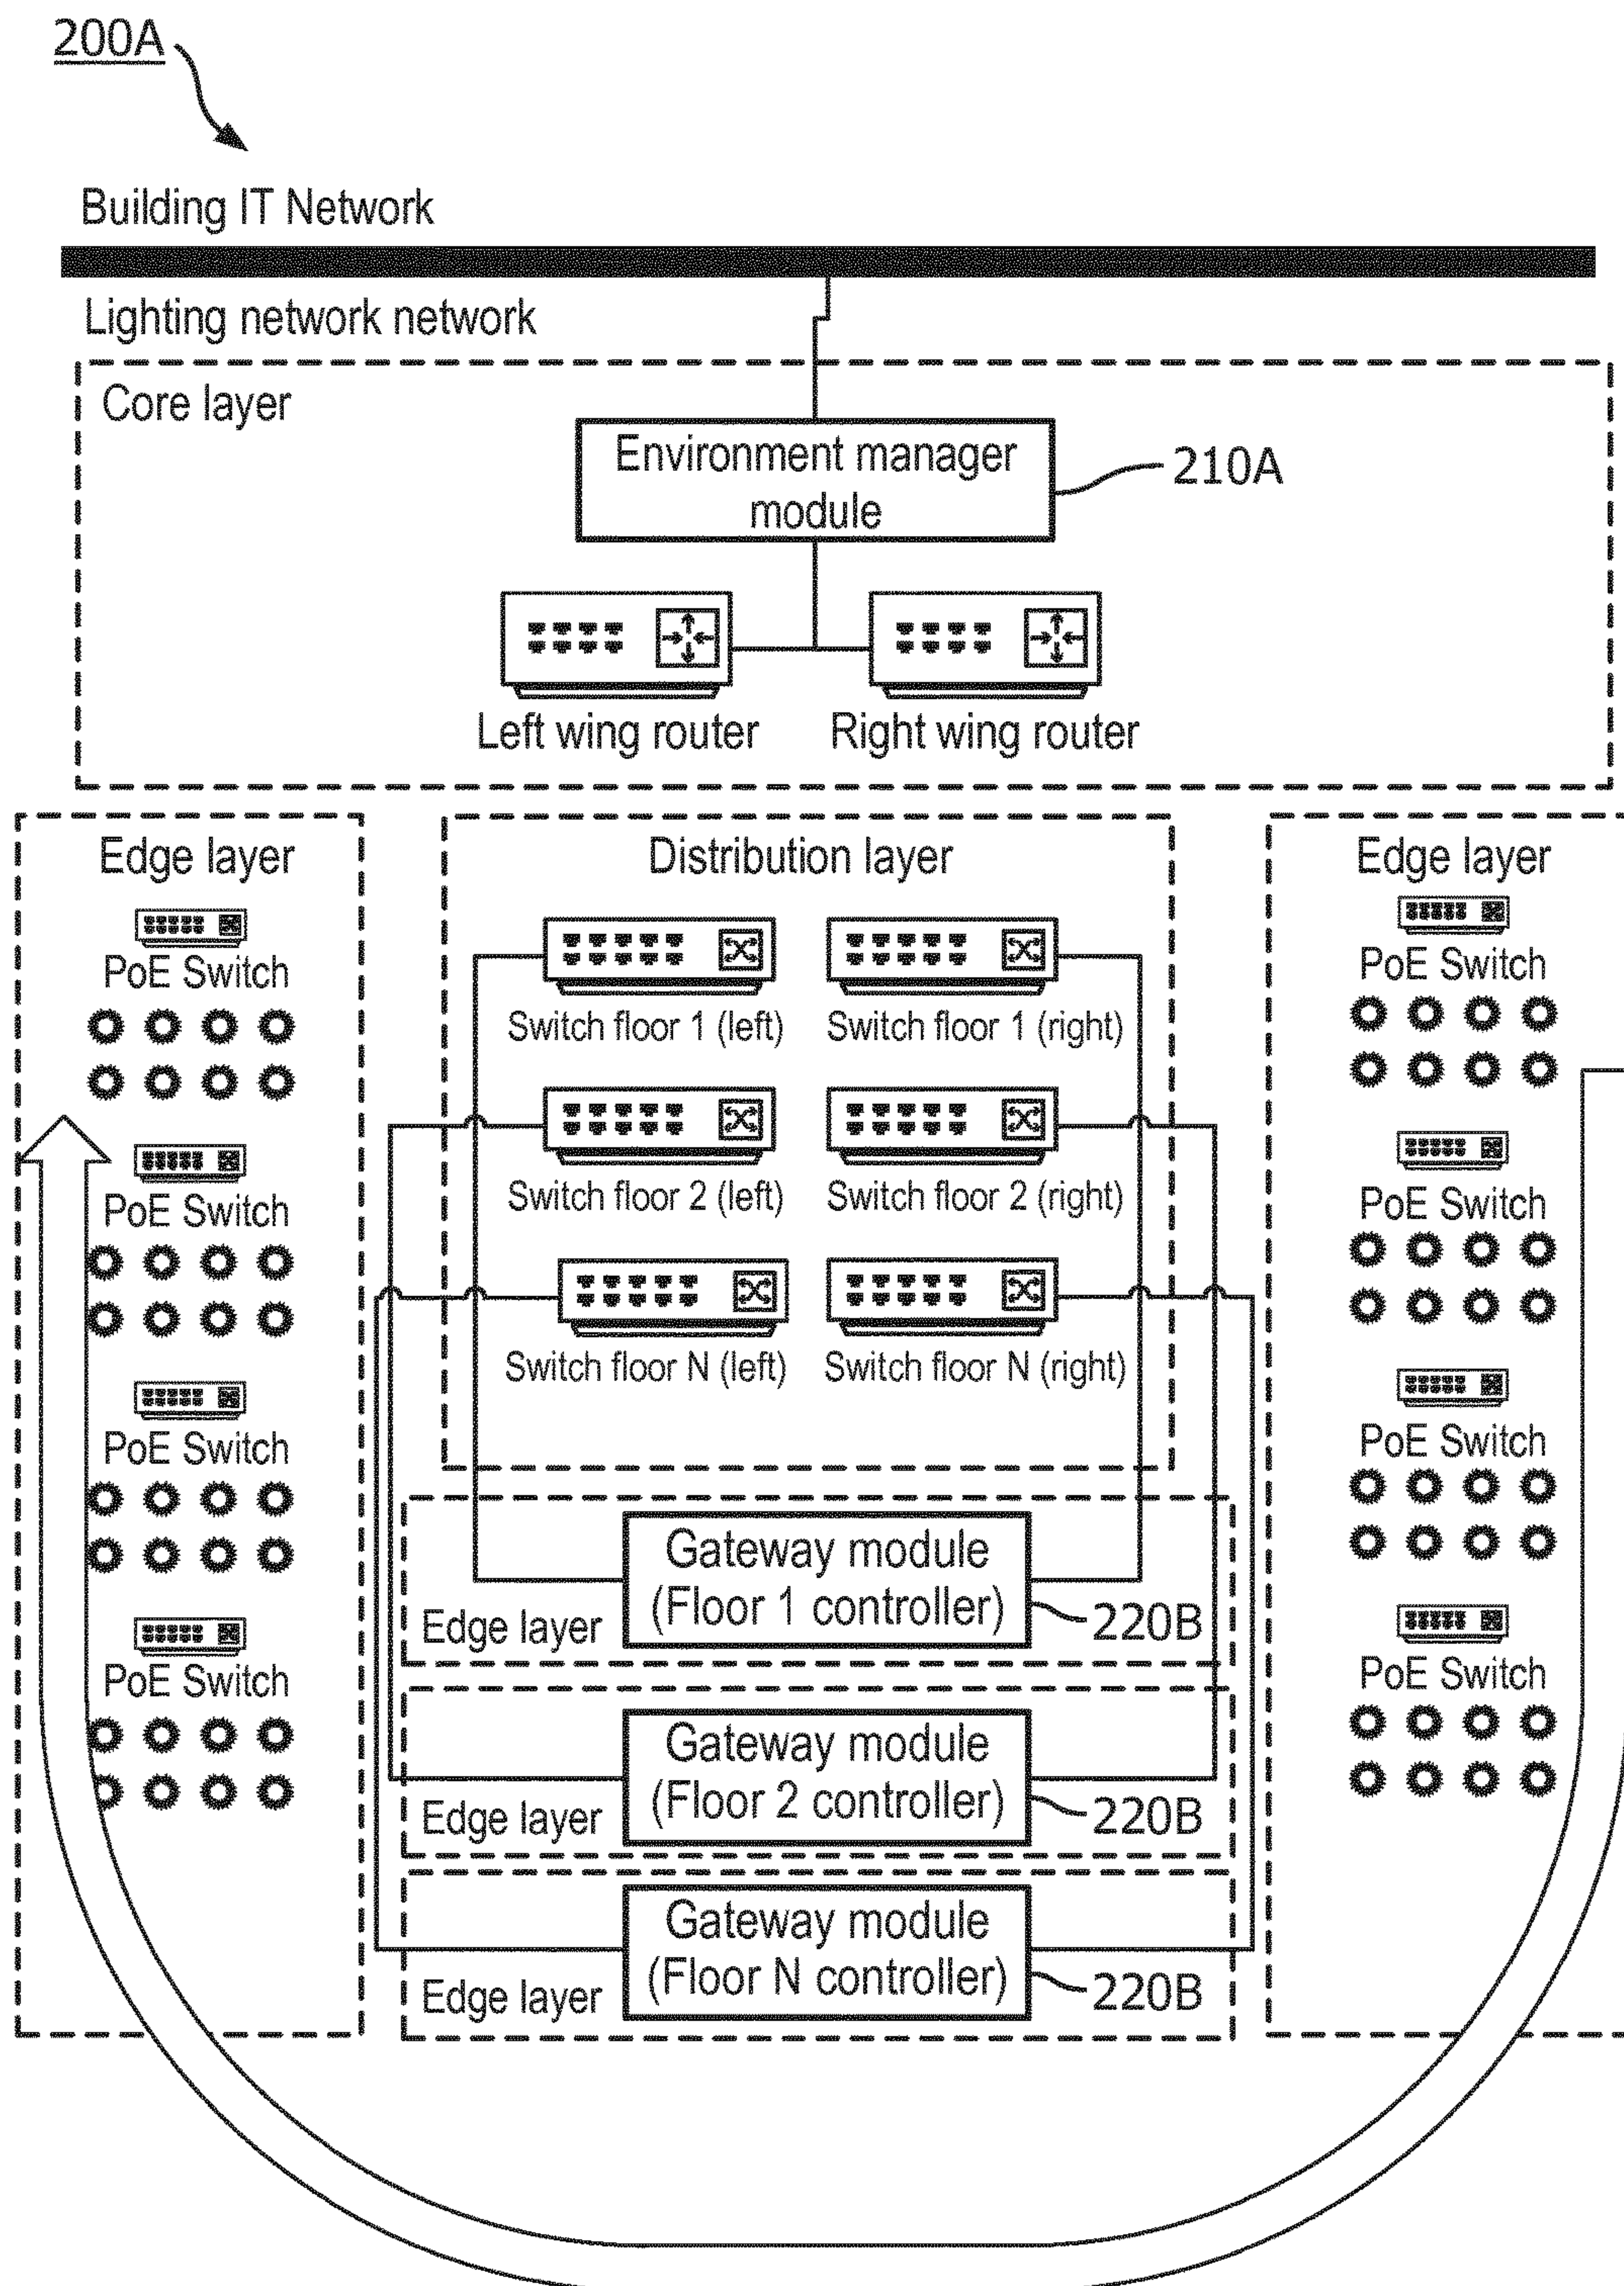 200A
Building IT Network
Lighting network network
Core layer
Environment manager
module
210A
Left wing router
Right wing router
Edge layer
PoE Switch
PoE Switch
PoE Switch
PoE Switch
Distribution layer
Switch floor 1 (left)
Switch floor 1 (right)
Switch floor 2 (left)
Switch floor 2 (right)
Switch floor N (left)
Switch floor N (right)
Gateway module
(Floor 1 controller)
220B
Edge layer
Gateway module
(Floor 2 controller)
220B
Edge layer
Gateway module
(Floor N controller)
220B
Edge layer
Edge layer
PoE Switch
PoE Switch
PoE Switch
PoE Switch